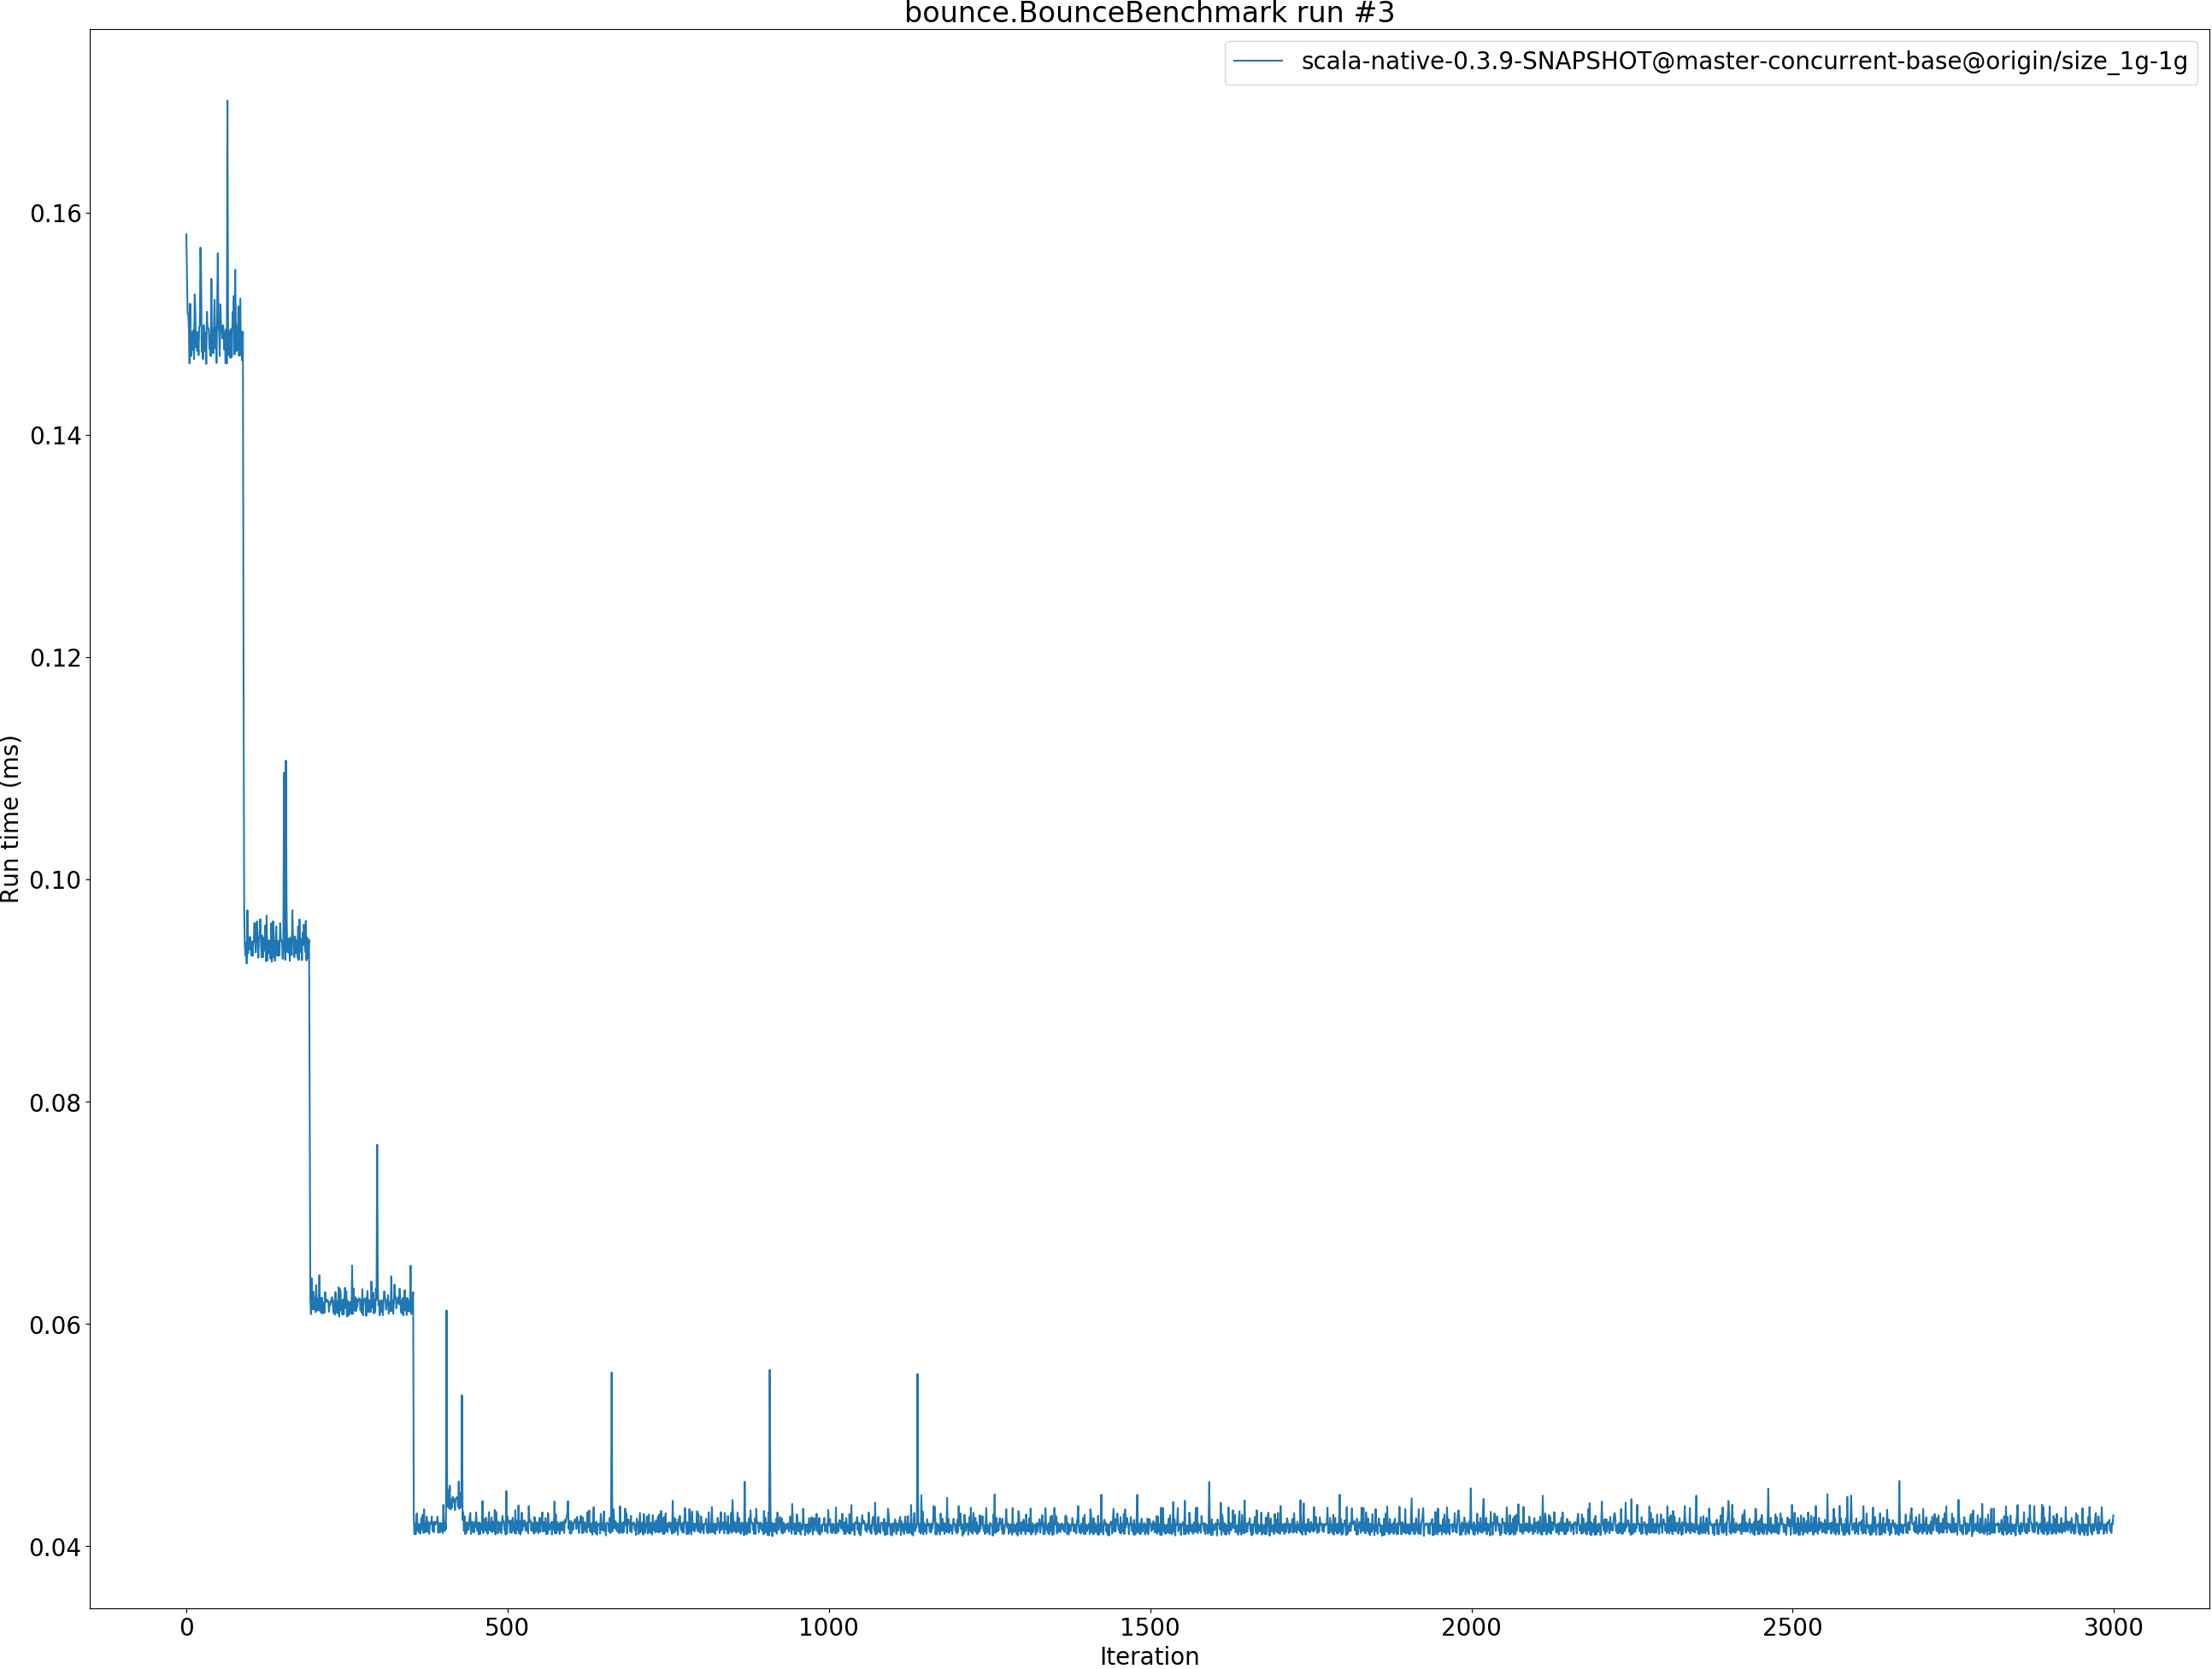 bounce.BounceBenchmark run #3
scala-native-0.3.9-SNAPSHOT@master-concurrent-base@origin/size_1g-1g
Run time (ms)
0.16
0.14
0.12
0.10
0.08
0.06
0.04
0 500 1000 1500 2000 2500 3000
Iteration